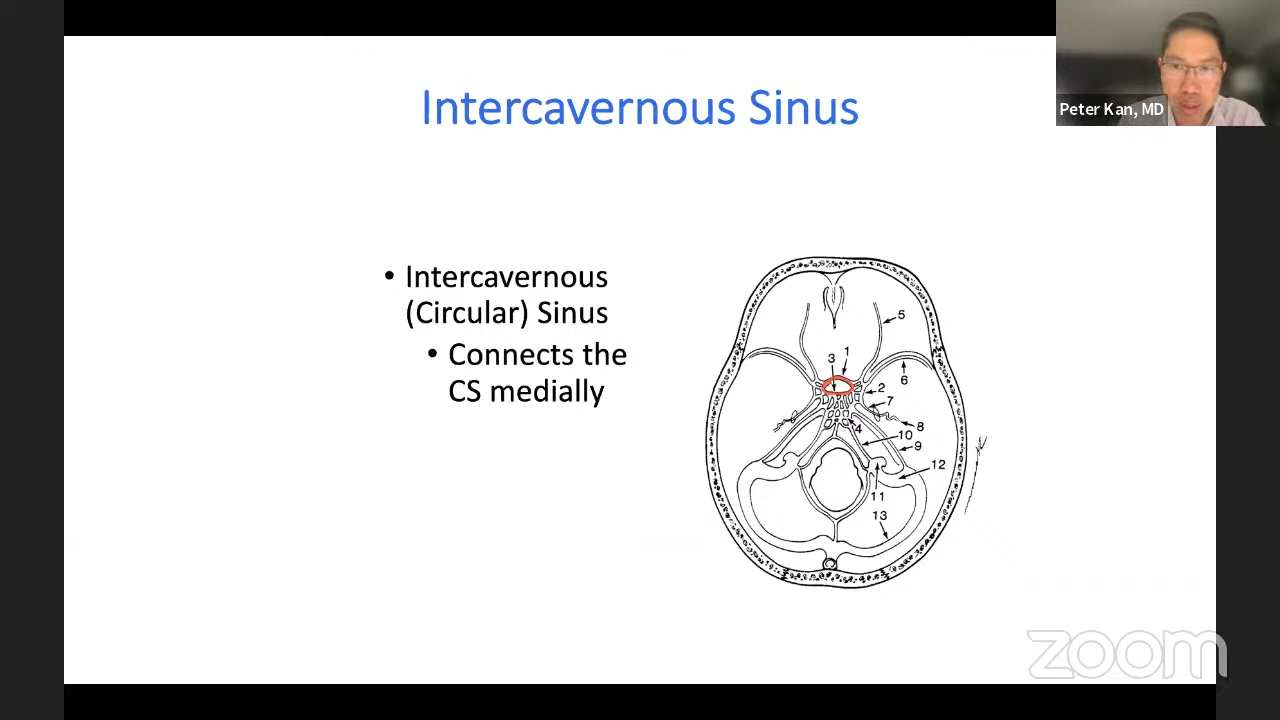 Intercavernous Sinus
Peter Kan, MD
• Intercavernous
(Circular) Sinus
• Connects the
CS medially
1
2
3
4
5
6
7
8
9
10
11
12
13
zoom